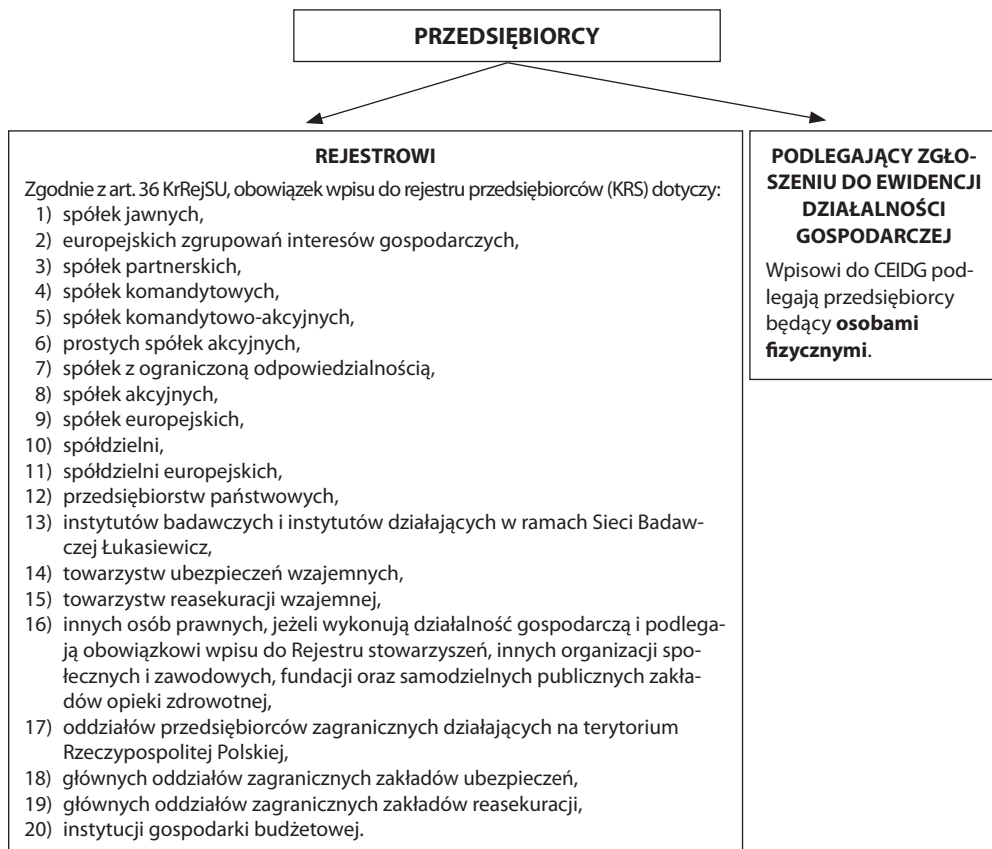 PRZEDSIĘBIORCY
REJESTROWI
Zgodnie z art. 36 KrRejSU, obowiązek wpisu do rejestru przedsiębiorców (KRS) dotyczy:
1) spółek jawnych,
2) europejskich zgrupowań interesów gospodarczych,
3) spółek partnerskich,
4) spółek komandytowych,
5) spółek komandytowo-akcyjnych,
6) prostych spółek akcyjnych,
7) spółek z ograniczoną odpowiedzialnością,
8) spółek akcyjnych,
9) spółek europejskich,
10) spółdzielni,
11) spółdzielni europejskich,
12) przedsiębiorstw państwowych,
13) instytutów badawczych i instytutów działających w ramach Sieci Badaw-
czej Łukasiewicz,
14) towarzystw ubezpieczeń wzajemnych,
15) towarzystw reasekuracji wzajemnej,
16) innych osób prawnych, jeżeli wykonują działalność gospodarczą i podlega-
ją obowiązkowi wpisu do Rejestru stowarzyszeń, innych organizacji spo-
łecznych i zawodowych, fundacji oraz samodzielnych publicznych zakła-
dów opieki zdrowotnej,
17) oddziałów przedsiębiorców zagranicznych działających na terytorium
Rzeczypospolitej Polskiej,
18) głównych oddziałów zagranicznych zakładów ubezpieczeń,
19) głównych oddziałów zagranicznych zakładów reasekuracji,
20) instytucji gospodarki budżetowej.
PODLEGAJĄCY ZGŁO-
SZENIU DO EWIDENCJI
DZIAŁALNOŚCI
GOSPODARCZEJ
Wpisowi do CEIDG pod-
legają przedsiębiorcy
będący osobami
fizycznymi.